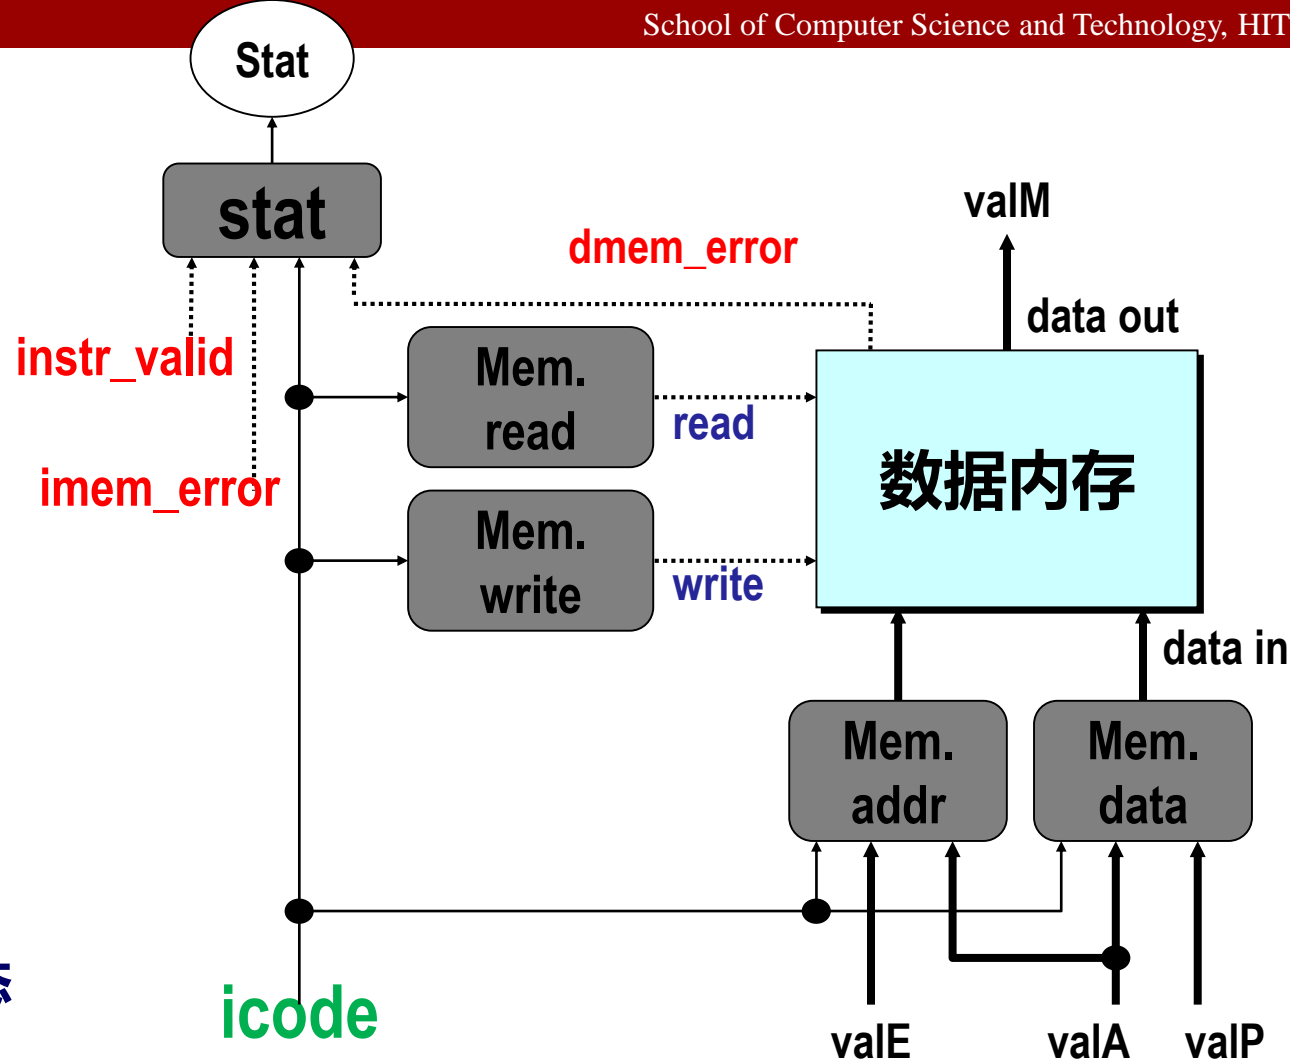 School of Computer Science and Technology, HIT
Stat
stat
valM
dmem_error
data out
instr_valid
Mem.
read
read
数据内存
imem_error
Mem.
write
write
data in
Mem.
addr
Mem.
data
icode
valE
valA
valP